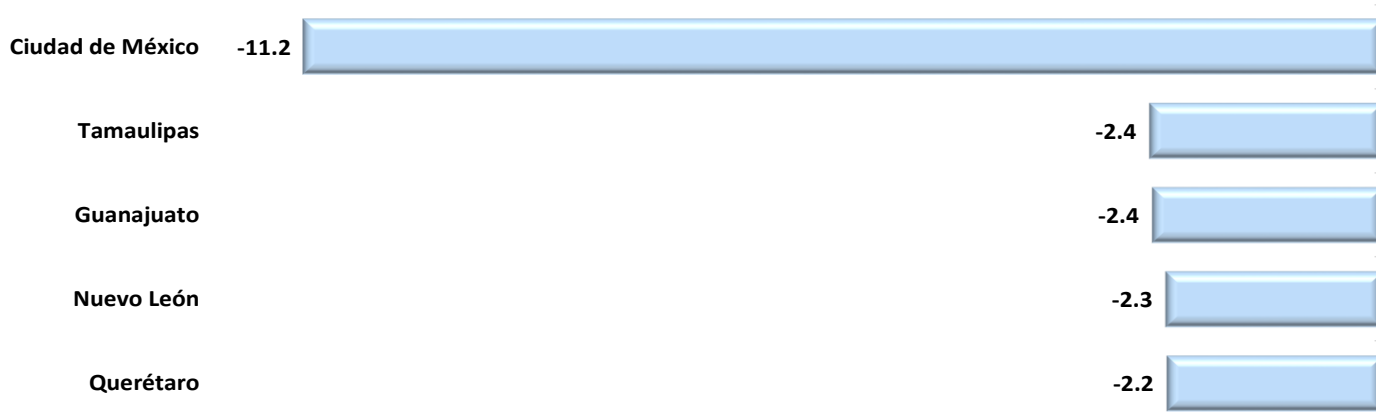 Ciudad de México -11.2
Tamaulipas -2.4
Guanajuato -2.4
Nuevo León -2.3
Querétaro -2.2